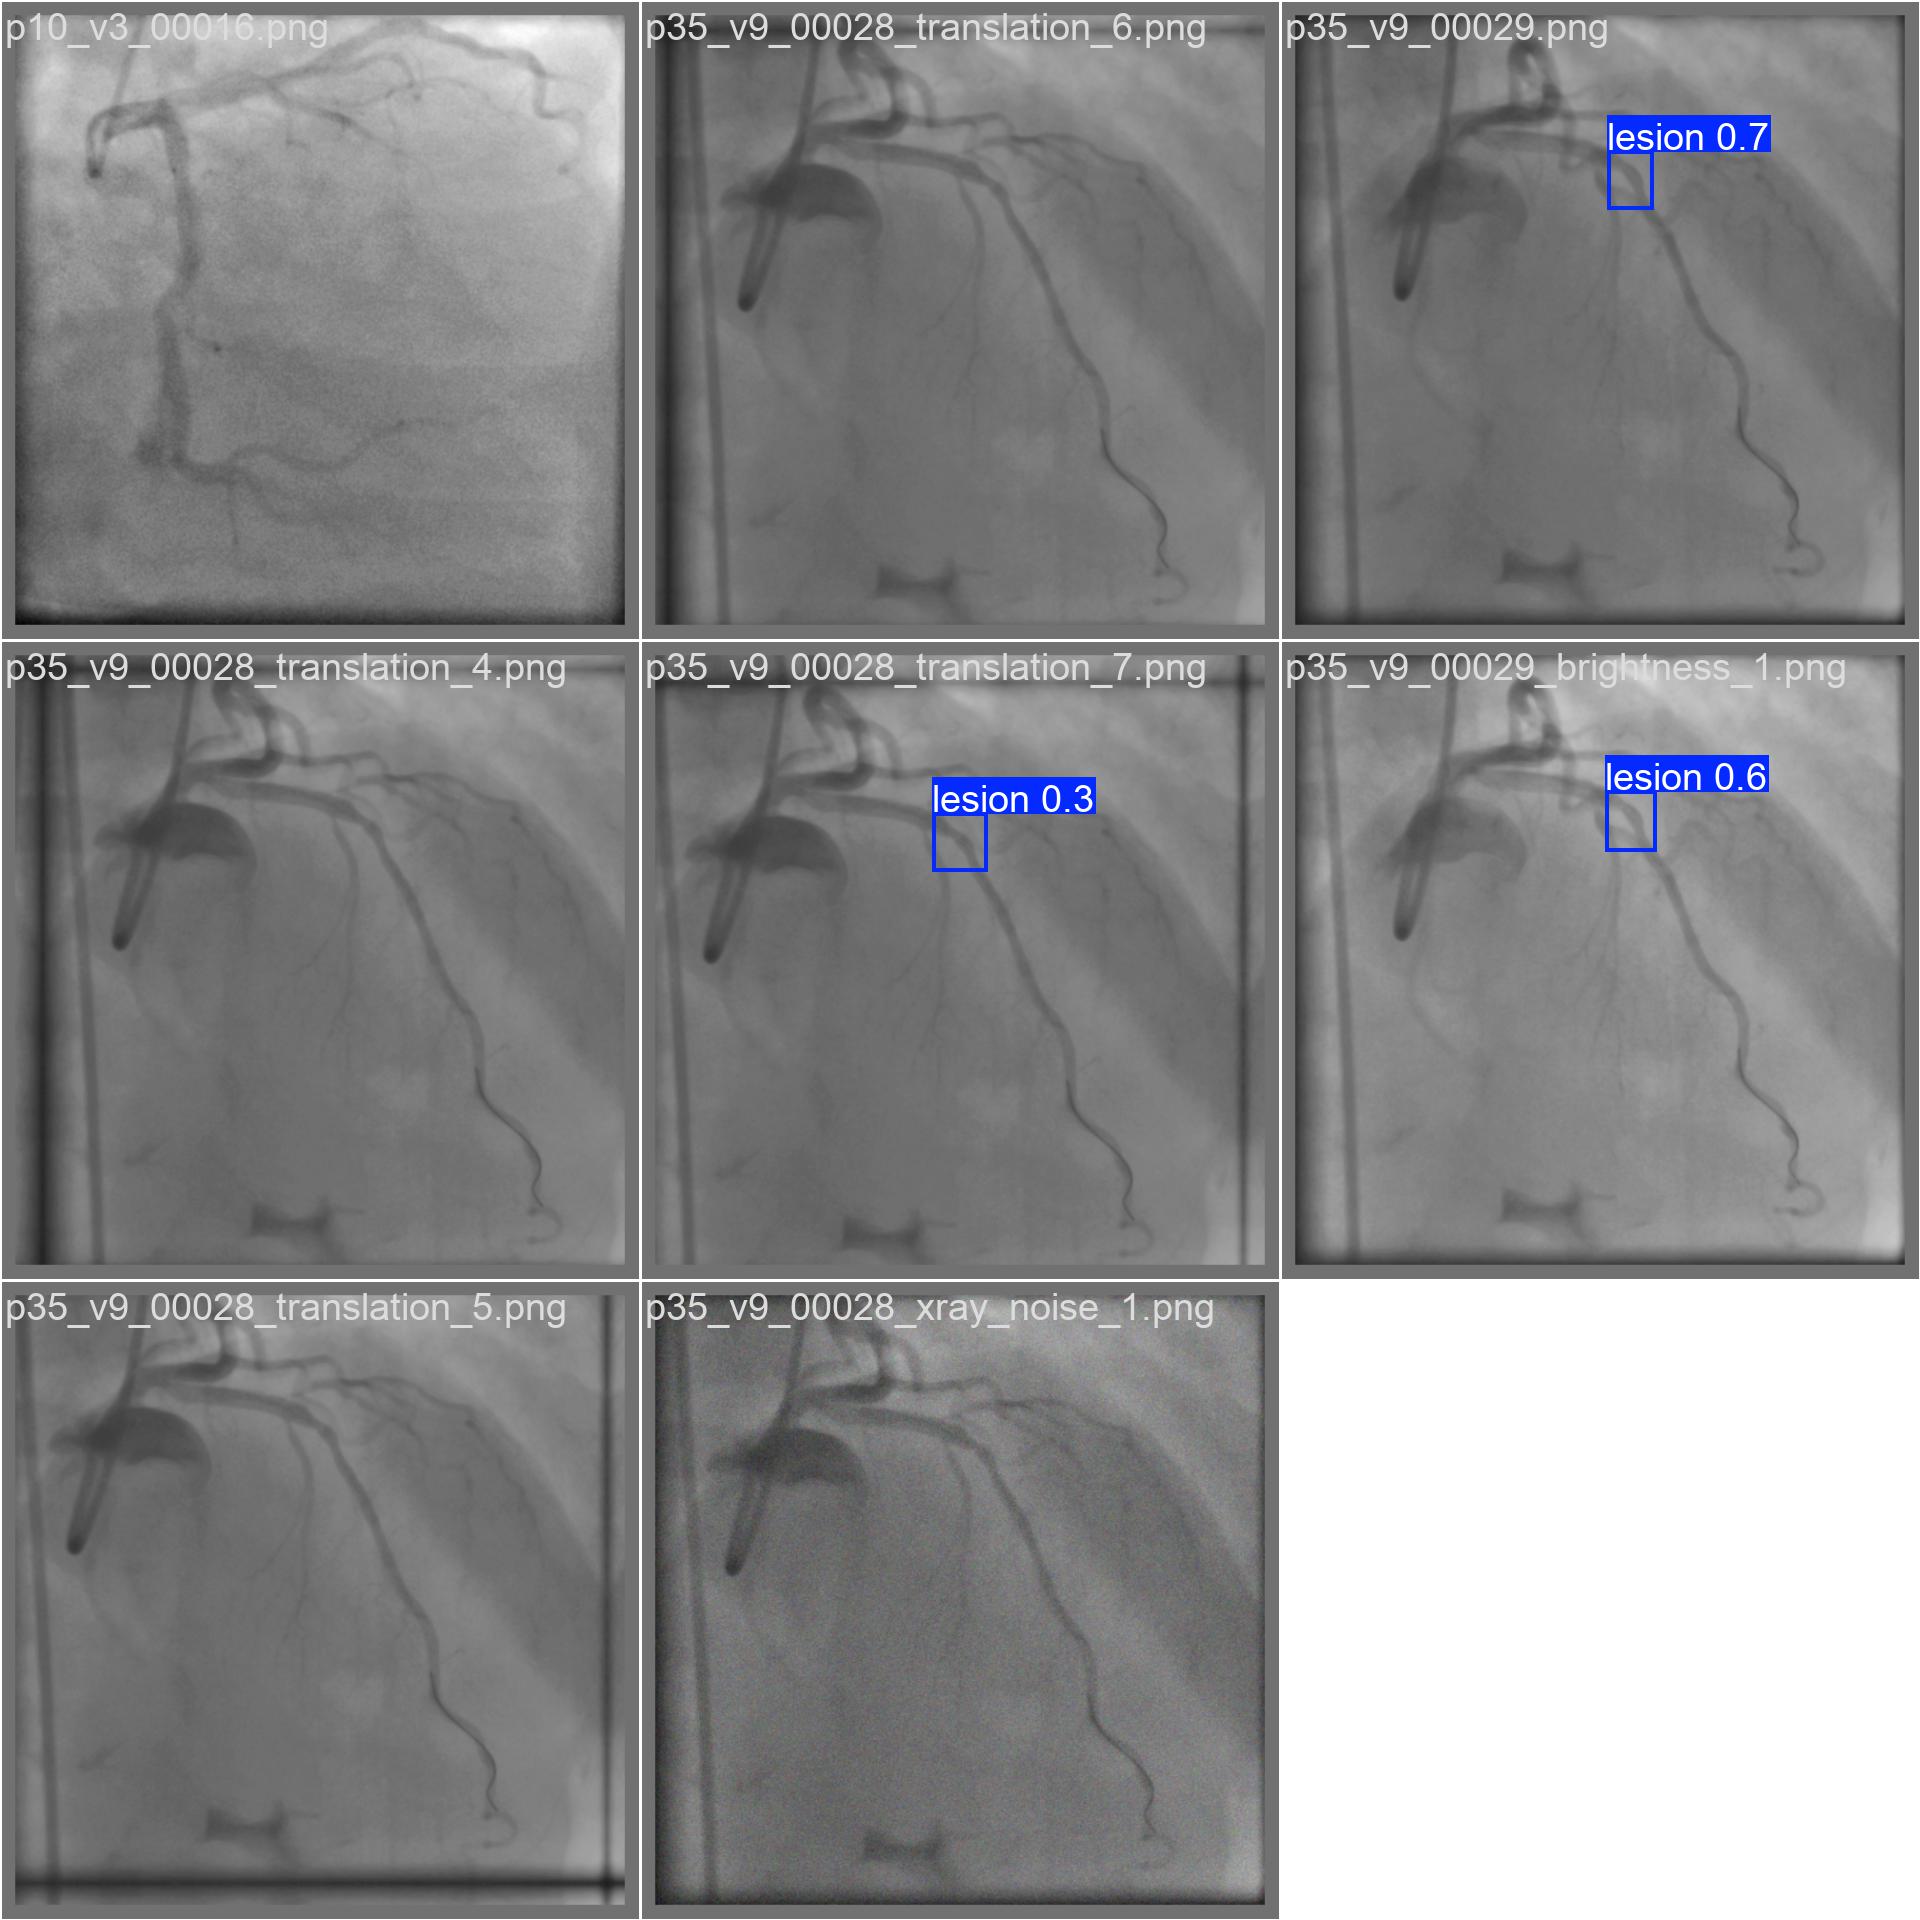 p10_v3_00016.png
p35_v9_00028_translation_6.png
p35_v9_00029.png
lesion 0.7
p35_v9_00028_translation_4.png
p35_v9_00028_translation_7.png
p35_v9_00029_brightness_1.png
lesion 0.3
lesion 0.6
p35_v9_00028_translation_5.png
p35_v9_00028_xray_noise_1.png